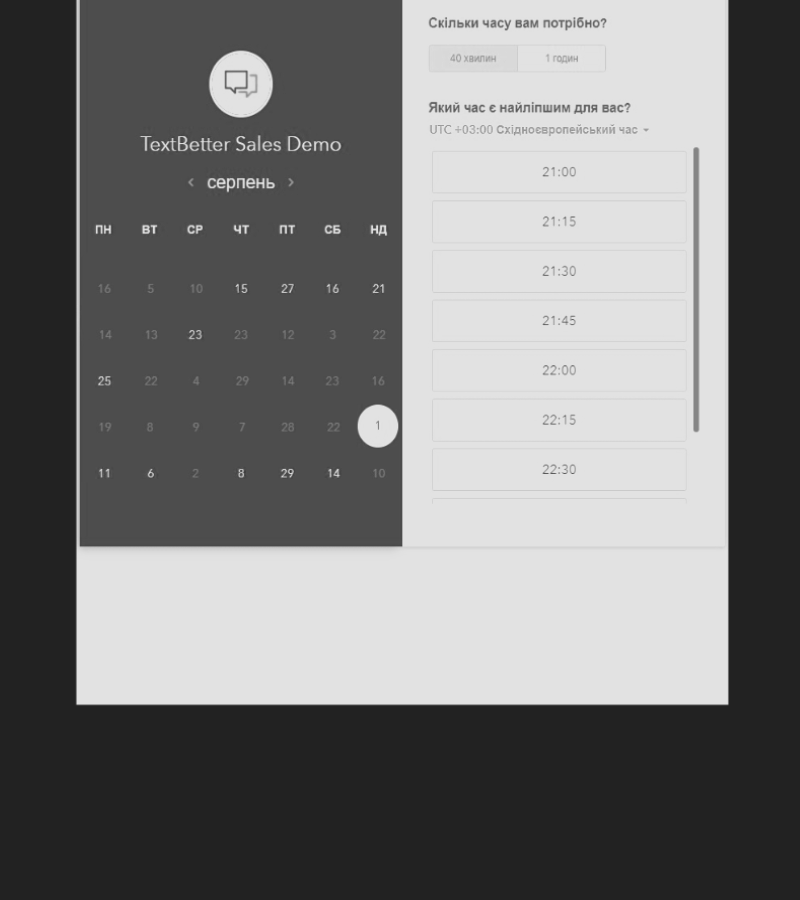 TextBetter Sales Demo
серпень
ПН ВТ СР ЧТ ПТ СБ НД
16 5 10 15 27 16 21
14 13 23 23 12 3 22
25 22 4 29 14 23 16
19 8 9 7 28 22 1
11 6 2 8 29 14 10
Скільки часу вам потрібно?
40 хвилин 1 годин
Який час є найліпшим для вас?
UTC +03:00 Східноєвропейський час
21:00
21:15
21:30
21:45
22:00
22:15
22:30